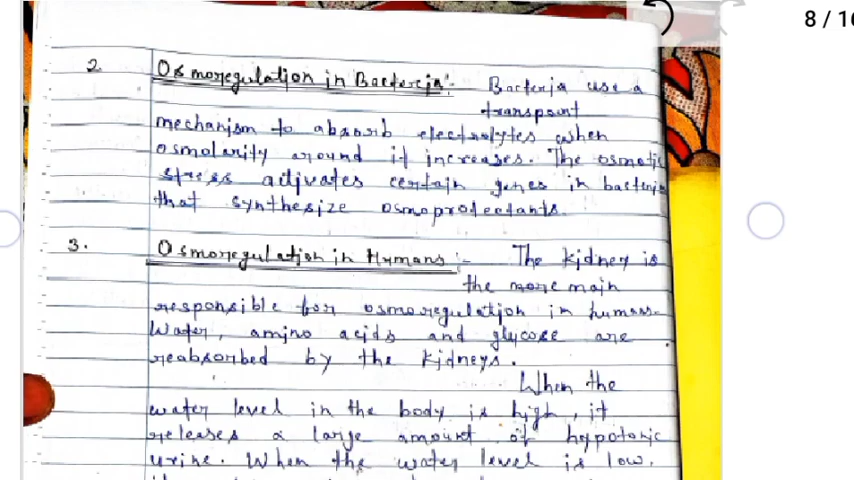 8 / 16
2. Osmoregulation in Bacteria:- Bacteria use a
transport
mechanism to absorb electrolytes when
osmolarity around it increases. The osmotic
stress activates certain genes in bacteria
that synthesize osmoprotectants.
3. Osmoregulation in Humans:- The kidney is
the more main
responsible for osmoregulation in humans.
Water, amino acids and glucose are
reabsorbed by the kidneys.
When the
water level in the body is high, it
releases a large amount of hypotonic
urine. When the water level is low,